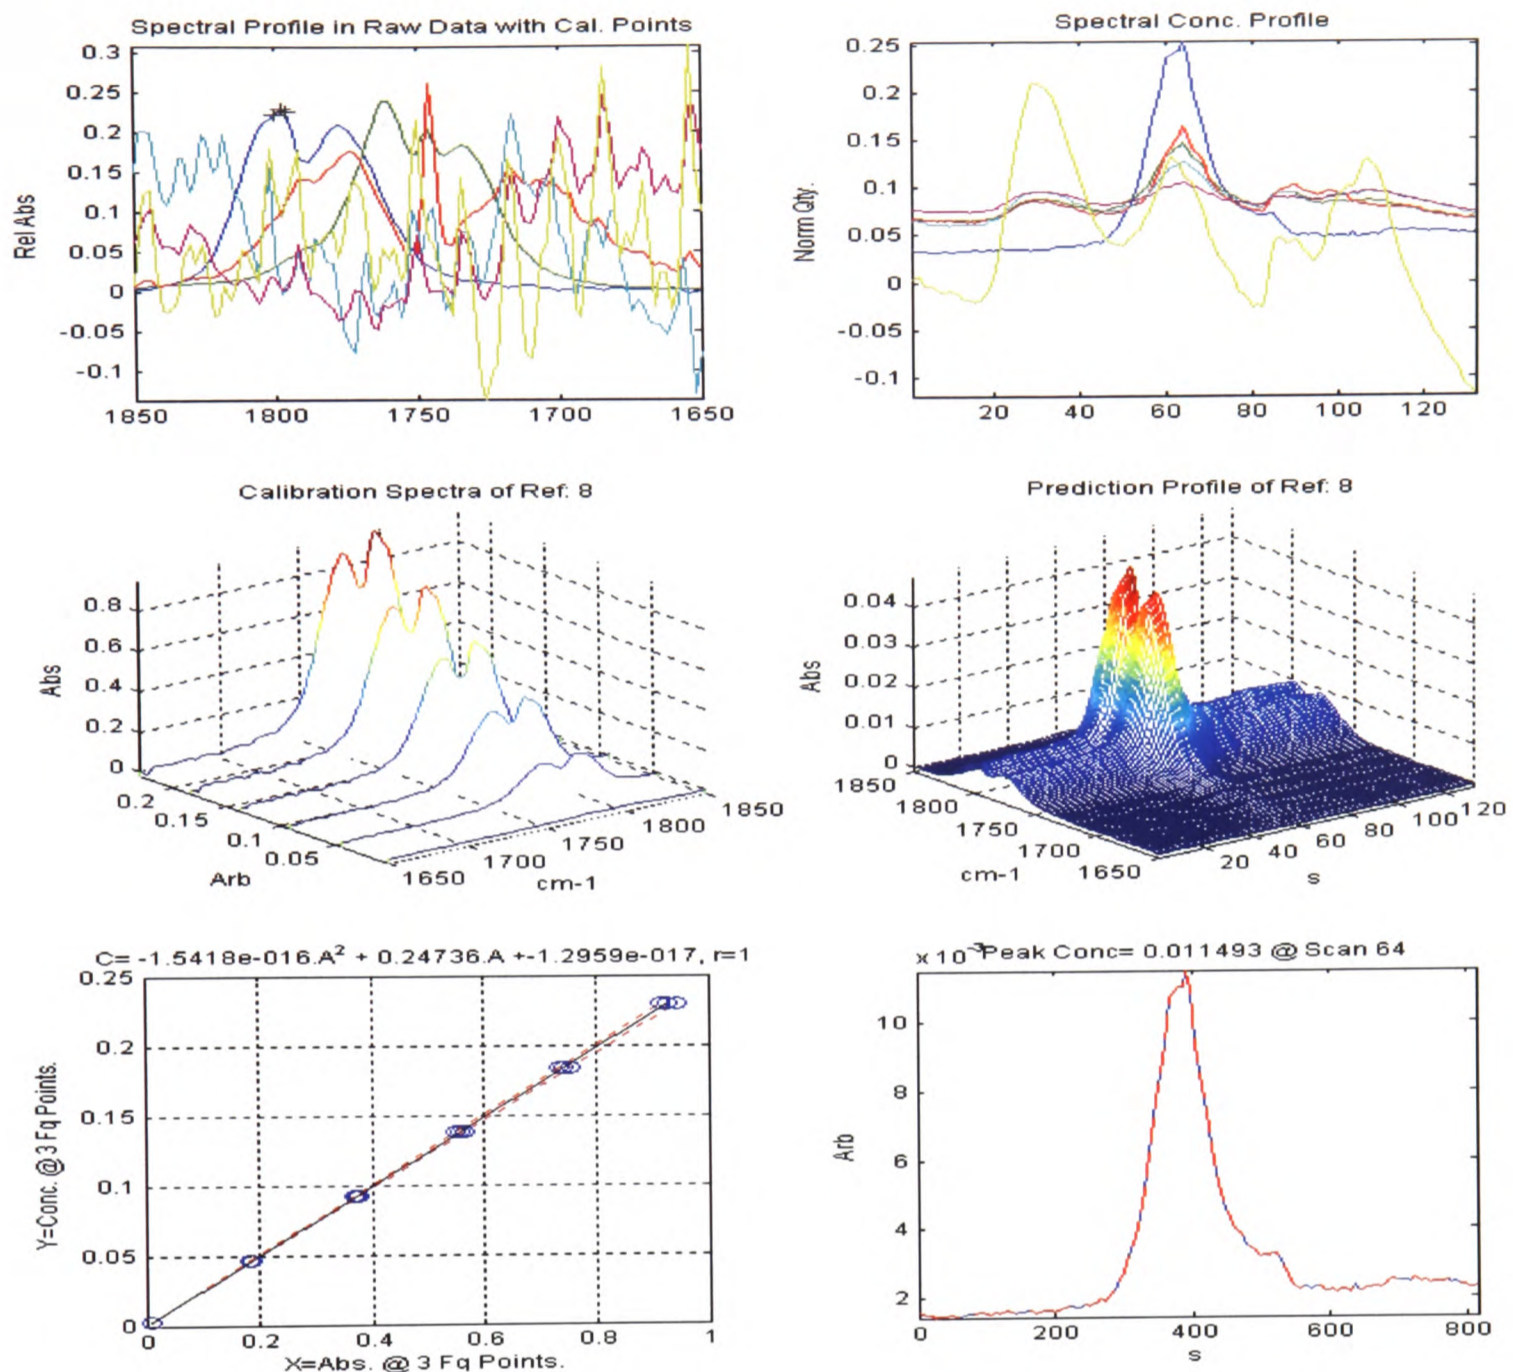 Spectral Profile in Raw Data with Cal. Points
Rel Abs
0.3
0.25
0.2
0.15
0.1
0.05
0
-0.05
-0.1
1850 1800 1750 1700 1650
Spectral Conc. Profile
Norm Qty.
0.25
0.2
0.15
0.1
0.05
0
-0.05
-0.1
20 40 60 80 100 120
Calibration Spectra of Ref: 8
Abs
0.8
0.6
0.4
0.2
0
0.2
0.15
0.1
0.05
Arb
1650
1700
1750
1800
1850
cm-1
Prediction Profile of Ref: 8
Abs
0.04
0.03
0.02
0.01
0
1850
1800
1750
1700
1650
cm-1
20
40
60
80
100
120
s
C= -1.5418e-016.A² + 0.24736.A +-1.2959e-017, r=1
Y=Conc. @ 3 Fq Points.
0.25
0.2
0.15
0.1
0.05
0
0 0.2 0.4 0.6 0.8 1
X=Abs. @ 3 Fq Points.
x 10⁻³ Peak Conc= 0.011493 @ Scan 64
Arb
10
8
6
4
2
0 200 400 600 800
s